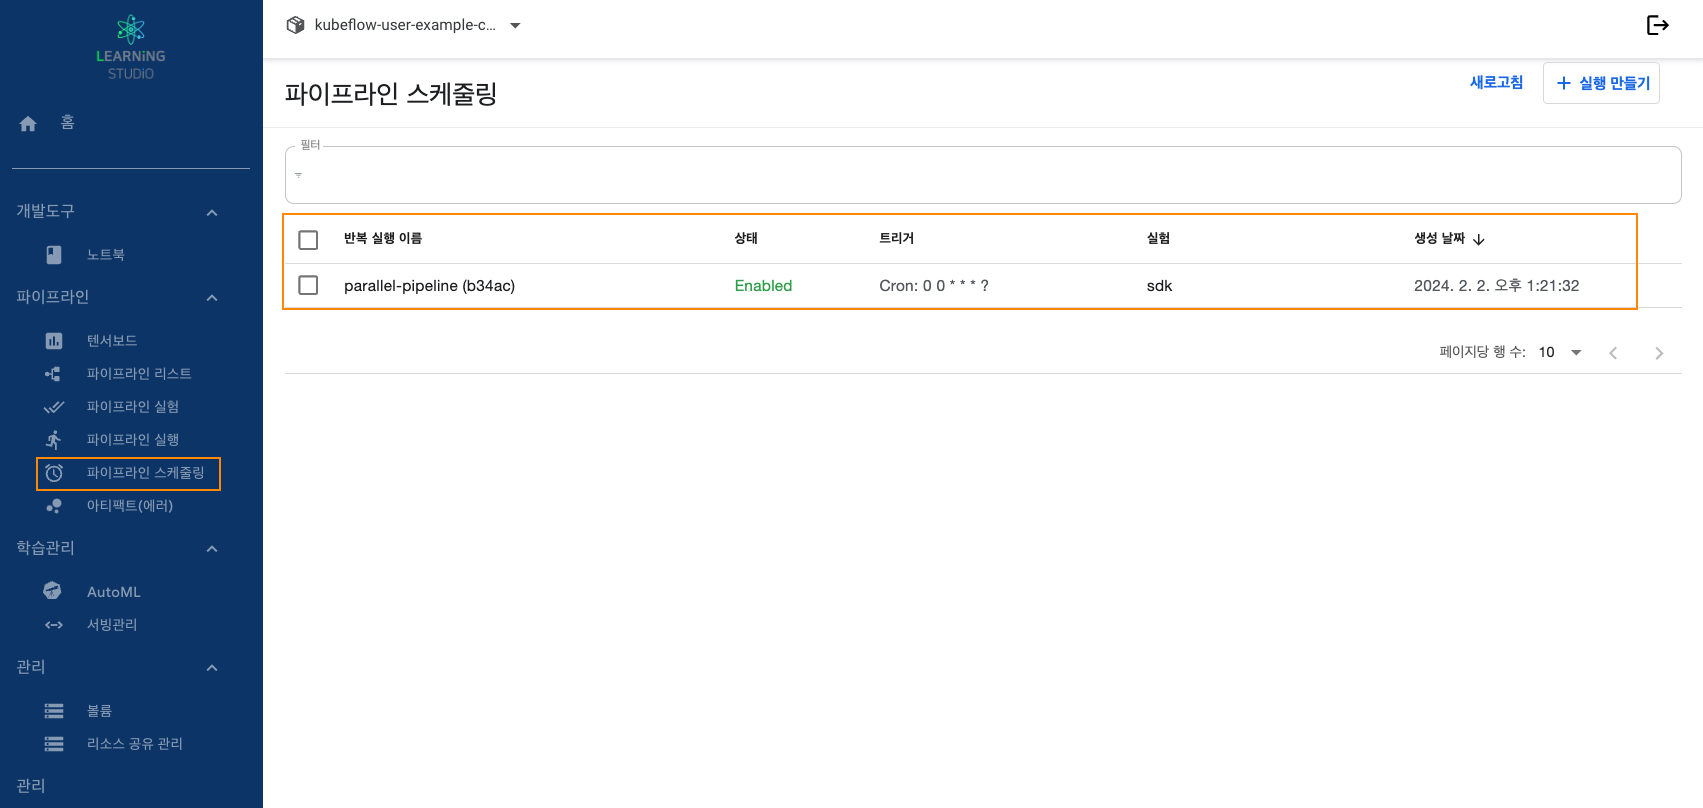 LEARNiNG
STUDiO
홈
개발도구
노트북
파이프라인
텐서보드
파이프라인 리스트
파이프라인 실험
파이프라인 실행
파이프라인 스케줄링
아티팩트(에러)
학습관리
AutoML
서빙관리
관리
볼륨
리소스 공유 관리
관리
kubeflow-user-example-c...
파이프라인 스케줄링
새로고침
+ 실행 만들기
필터
반복 실행 이름 상태 트리거 실험 생성 날짜 ↓
parallel-pipeline (b34ac) Enabled Cron: 0 0 * * * ? sdk 2024. 2. 2. 오후 1:21:32
페이지당 행 수: 10